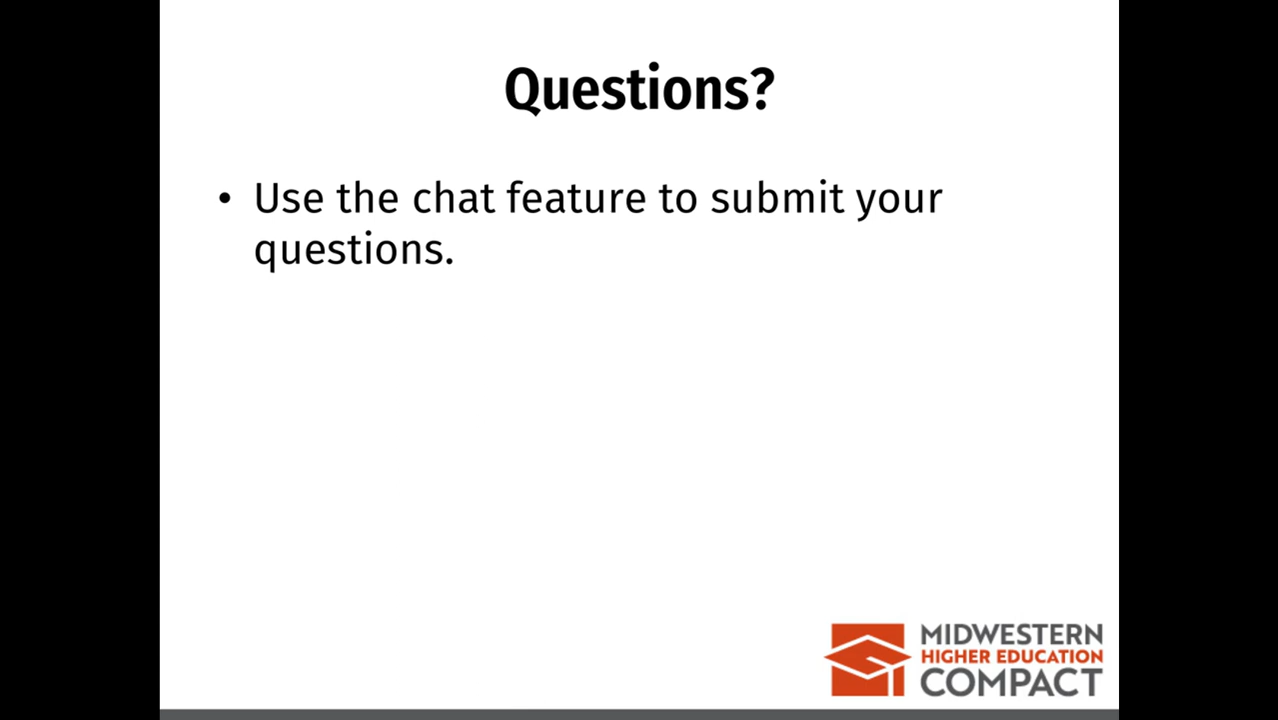 Questions?
• Use the chat feature to submit your
questions.
MIDWESTERN
HIGHER EDUCATION
COMPACT